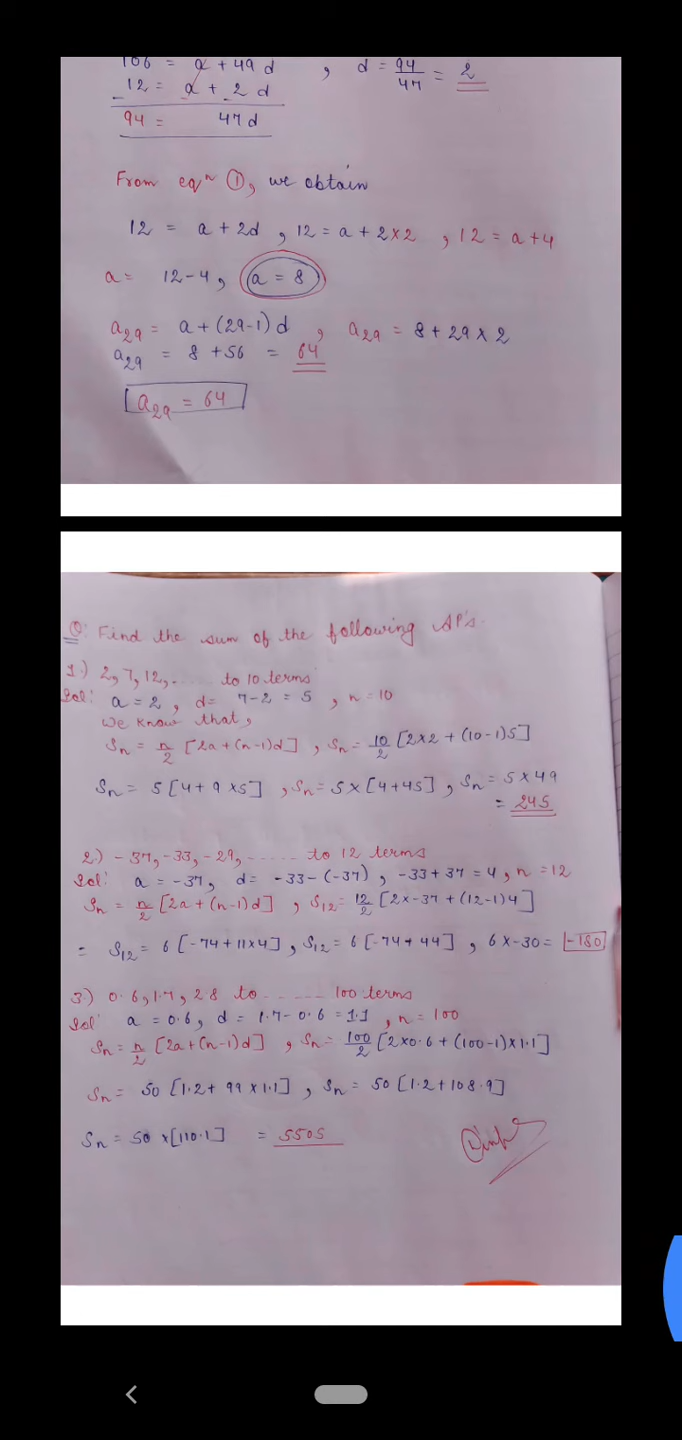 106 = a + 49 d , d = 94/47 = 2
_12 = a + 2 d
94 = 47 d
From eqⁿ ①, we obtain
12 = a + 2d , 12 = a + 2×2 , 12 = a+4
a = 12-4, a = 8
a₂₉ = a + (29-1) d , a₂₉ = 8 + 29 × 2
a₂₉ = 8 + 56 = 64
a₂₉ = 64
Q: Find the sum of the following AP's.
1.) 2, 7, 12, ...... to 10 terms
Sol: a = 2 , d = 7-2 = 5 , n = 10
We know that,
Sn = n/2 [2a + (n-1)d] , Sn = 10/2 [2×2 + (10-1)5]
Sn = 5 [4 + 9 ×5] , Sn = 5× [4+45] , Sn = 5 × 49
= 245
2.) -37, -33, -29, ...... to 12 terms
Sol: a = -37, d = -33-(-37) , -33+37 = 4, n = 12
Sn = n/2 [2a + (n-1)d] , S₁₂ = 12/2 [2×-37 + (12-1)4]
= S₁₂ = 6 [-74+11×4] , S₁₂ = 6 [-74+44] , 6 ×-30 = -180
3.) 0.6, 1.7, 2.8 to ...... 100 terms
Sol: a = 0.6, d = 1.7-0.6 = 1.1 , n = 100
Sn = n/2 [2a+(n-1)d] , Sn = 100/2 [2×0.6 + (100-1)×1.1]
Sn = 50 [1.2 + 99 ×1.1] , Sn = 50 [1.2 + 108.9]
Sn = 50 ×[110.1] = 5505